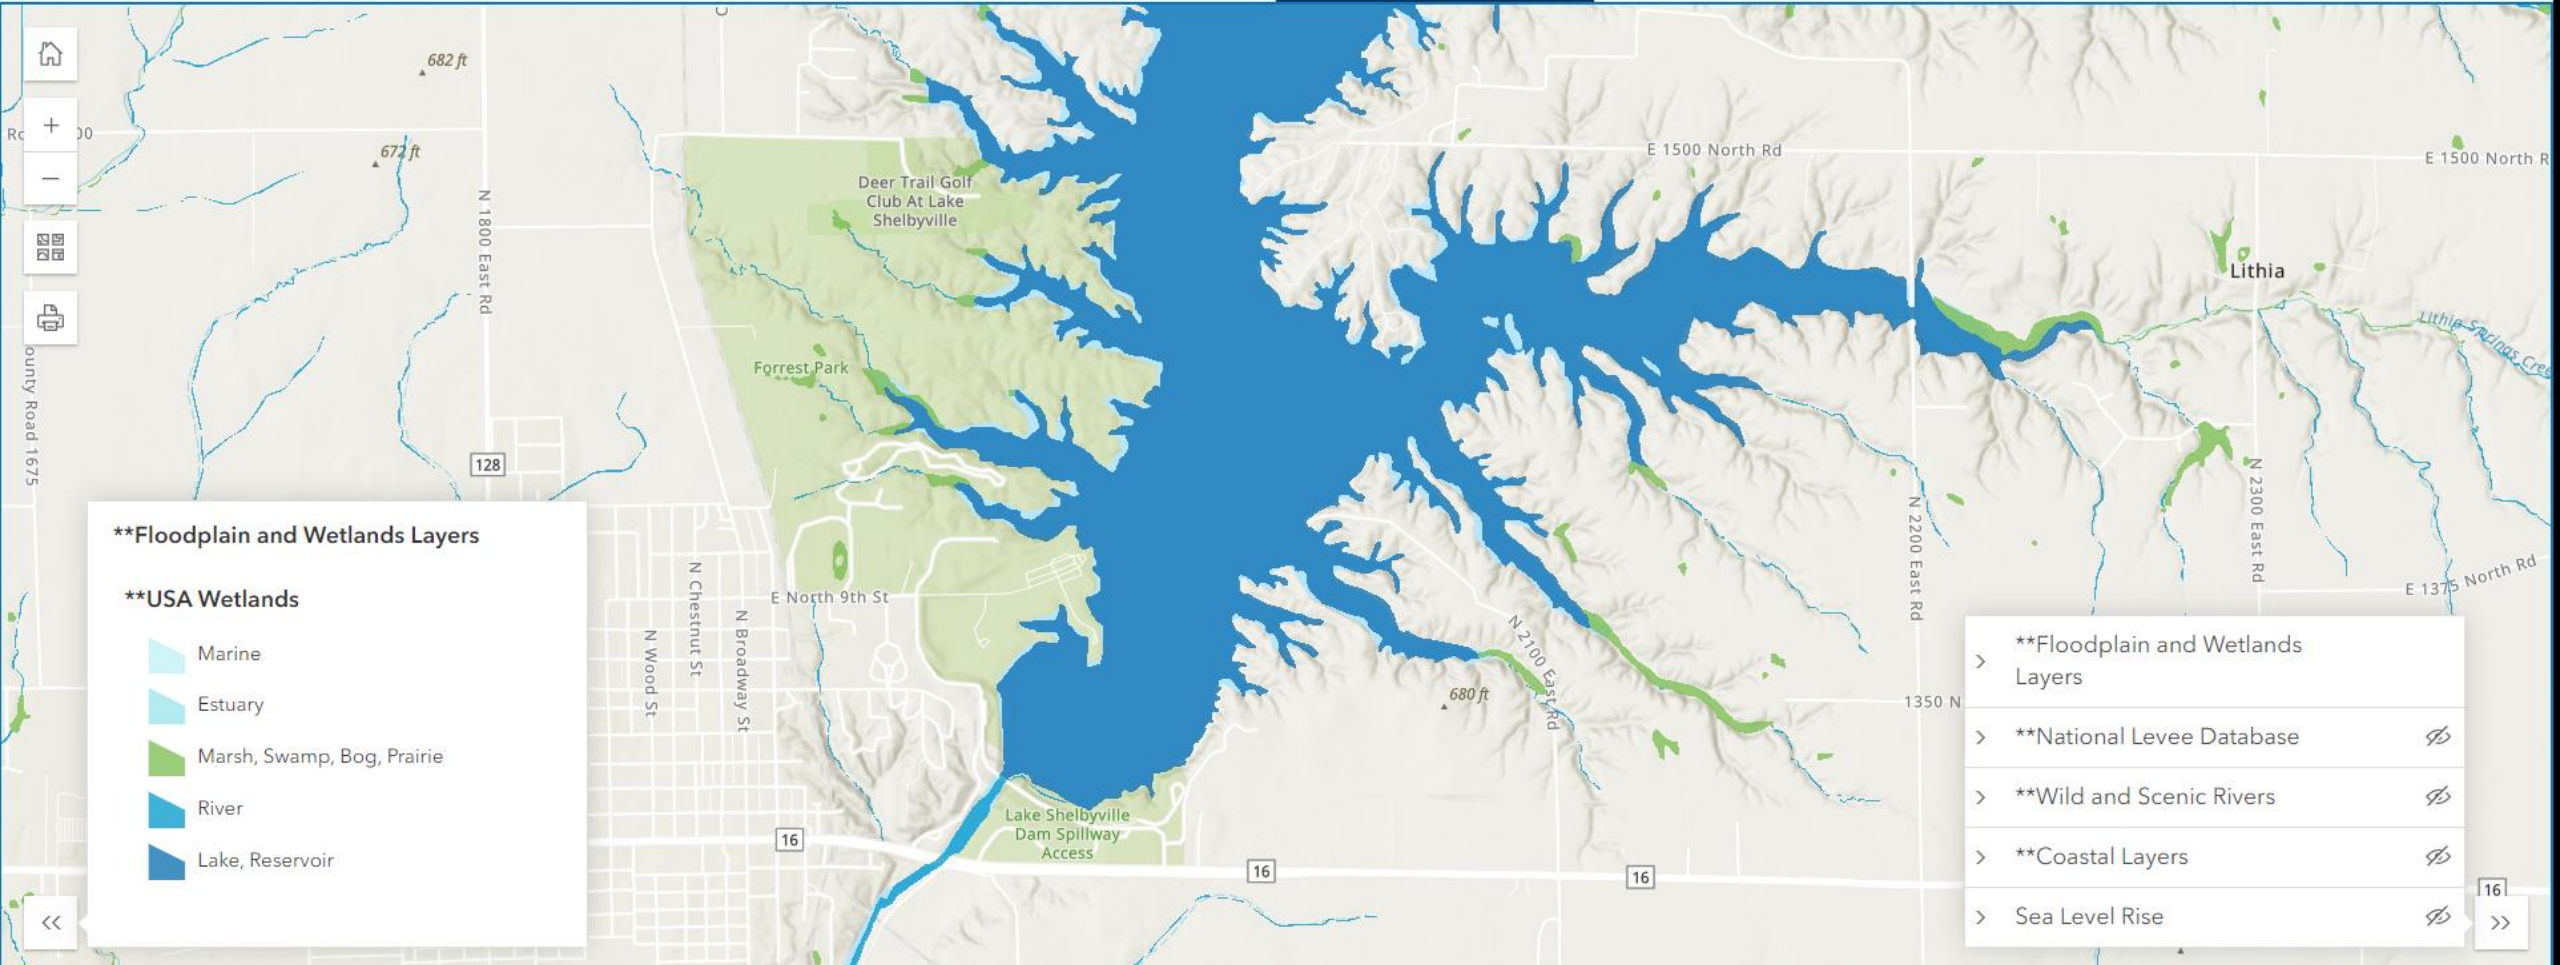 682 ft
Ro
00
672 ft
E 1500 North Rd
E 1500 North R
Deer Trail Golf
Club At Lake
Shelbyville
N 1800 East Rd
Lithia
Lithia Springs Cree
Forrest Park
ounty Road 1675
128
N 2200 East Rd
N 2300 East Rd
E 1375 North Rd
**Floodplain and Wetlands Layers
**USA Wetlands
Marine
Estuary
Marsh, Swamp, Bog, Prairie
River
Lake, Reservoir
N Chestnut St
N Wood St
N Broadway St
E North 9th St
N 2100 East Rd
680 ft
1350 N
Lake Shelbyville
Dam Spillway
Access
16
16
16
16
**Floodplain and Wetlands
Layers
**National Levee Database
**Wild and Scenic Rivers
**Coastal Layers
Sea Level Rise